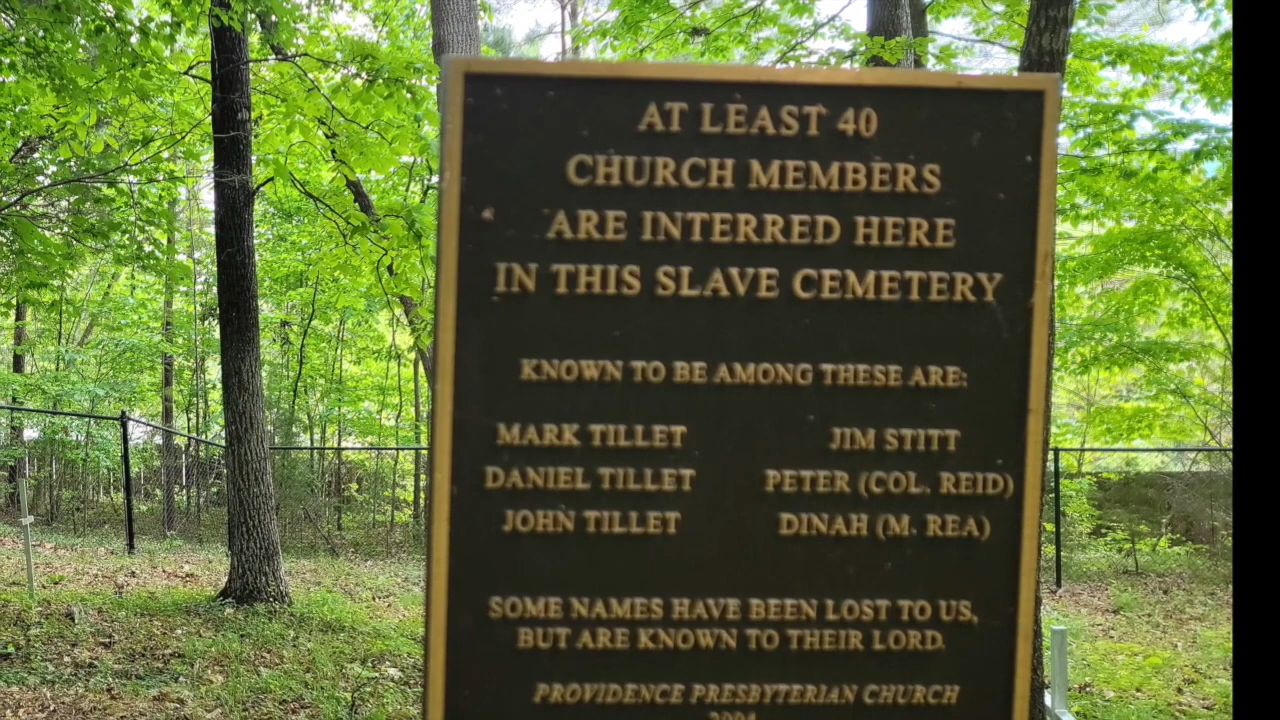 AT LEAST 40
CHURCH MEMBERS
ARE INTERRED HERE
IN THIS SLAVE CEMETERY
KNOWN TO BE AMONG THESE ARE:
MARK TILLET
DANIEL TILLET
JOHN TILLET
JIM STITT
PETER (COL. REID)
DINAH (M. REA)
SOME NAMES HAVE BEEN LOST TO US,
BUT ARE KNOWN TO THEIR LORD.
PROVIDENCE PRESBYTERIAN CHURCH